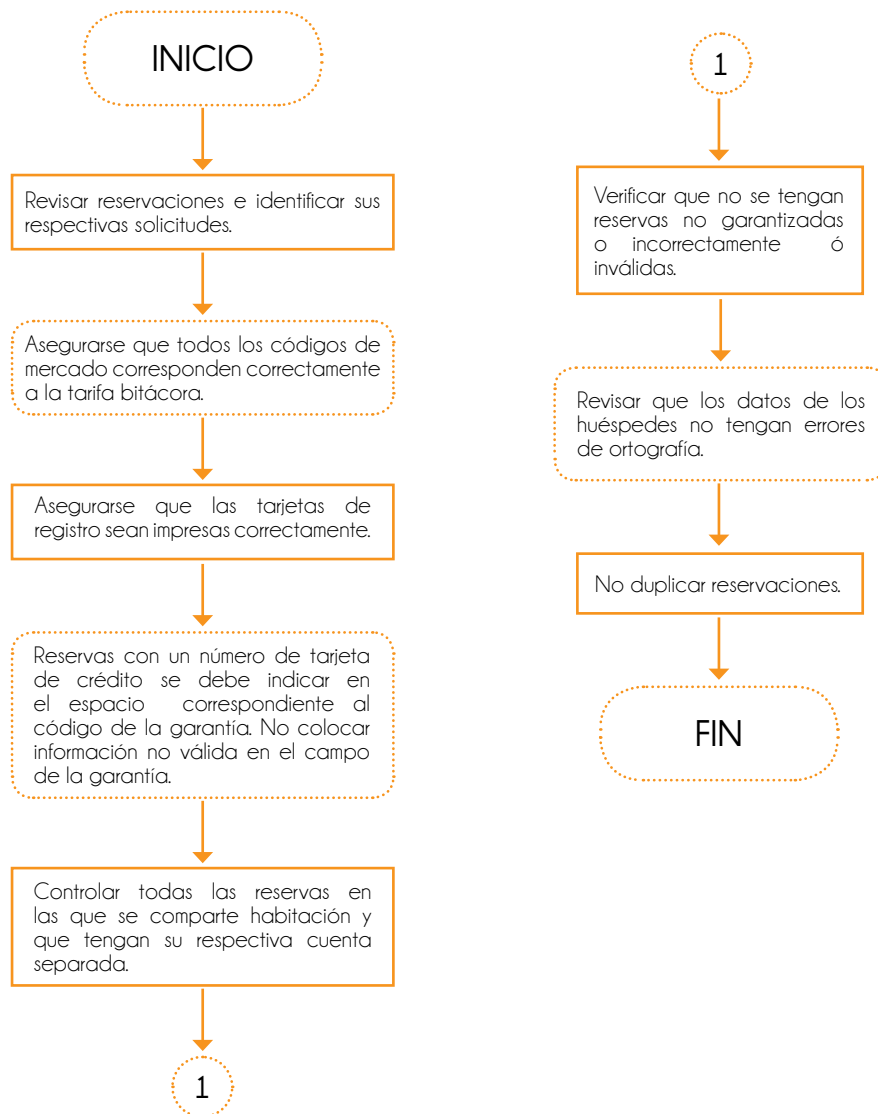 INICIO
Revisar reservaciones e identificar sus
respectivas solicitudes.
Asegurarse que todos los códigos de
mercado corresponden correctamente
a la tarifa bitácora.
Asegurarse que las tarjetas de
registro sean impresas correctamente.
Reservas con un número de tarjeta
de crédito se debe indicar en
el espacio correspondiente al
código de la garantía. No colocar
información no válida en el campo
de la garantía.
Controlar todas las reservas en
las que se comparte habitación y
que tengan su respectiva cuenta
separada.
1
1
Verificar que no se tengan
reservas no garantizadas
o incorrectamente ó
inválidas.
Revisar que los datos de los
huéspedes no tengan errores
de ortografía.
No duplicar reservaciones.
FIN